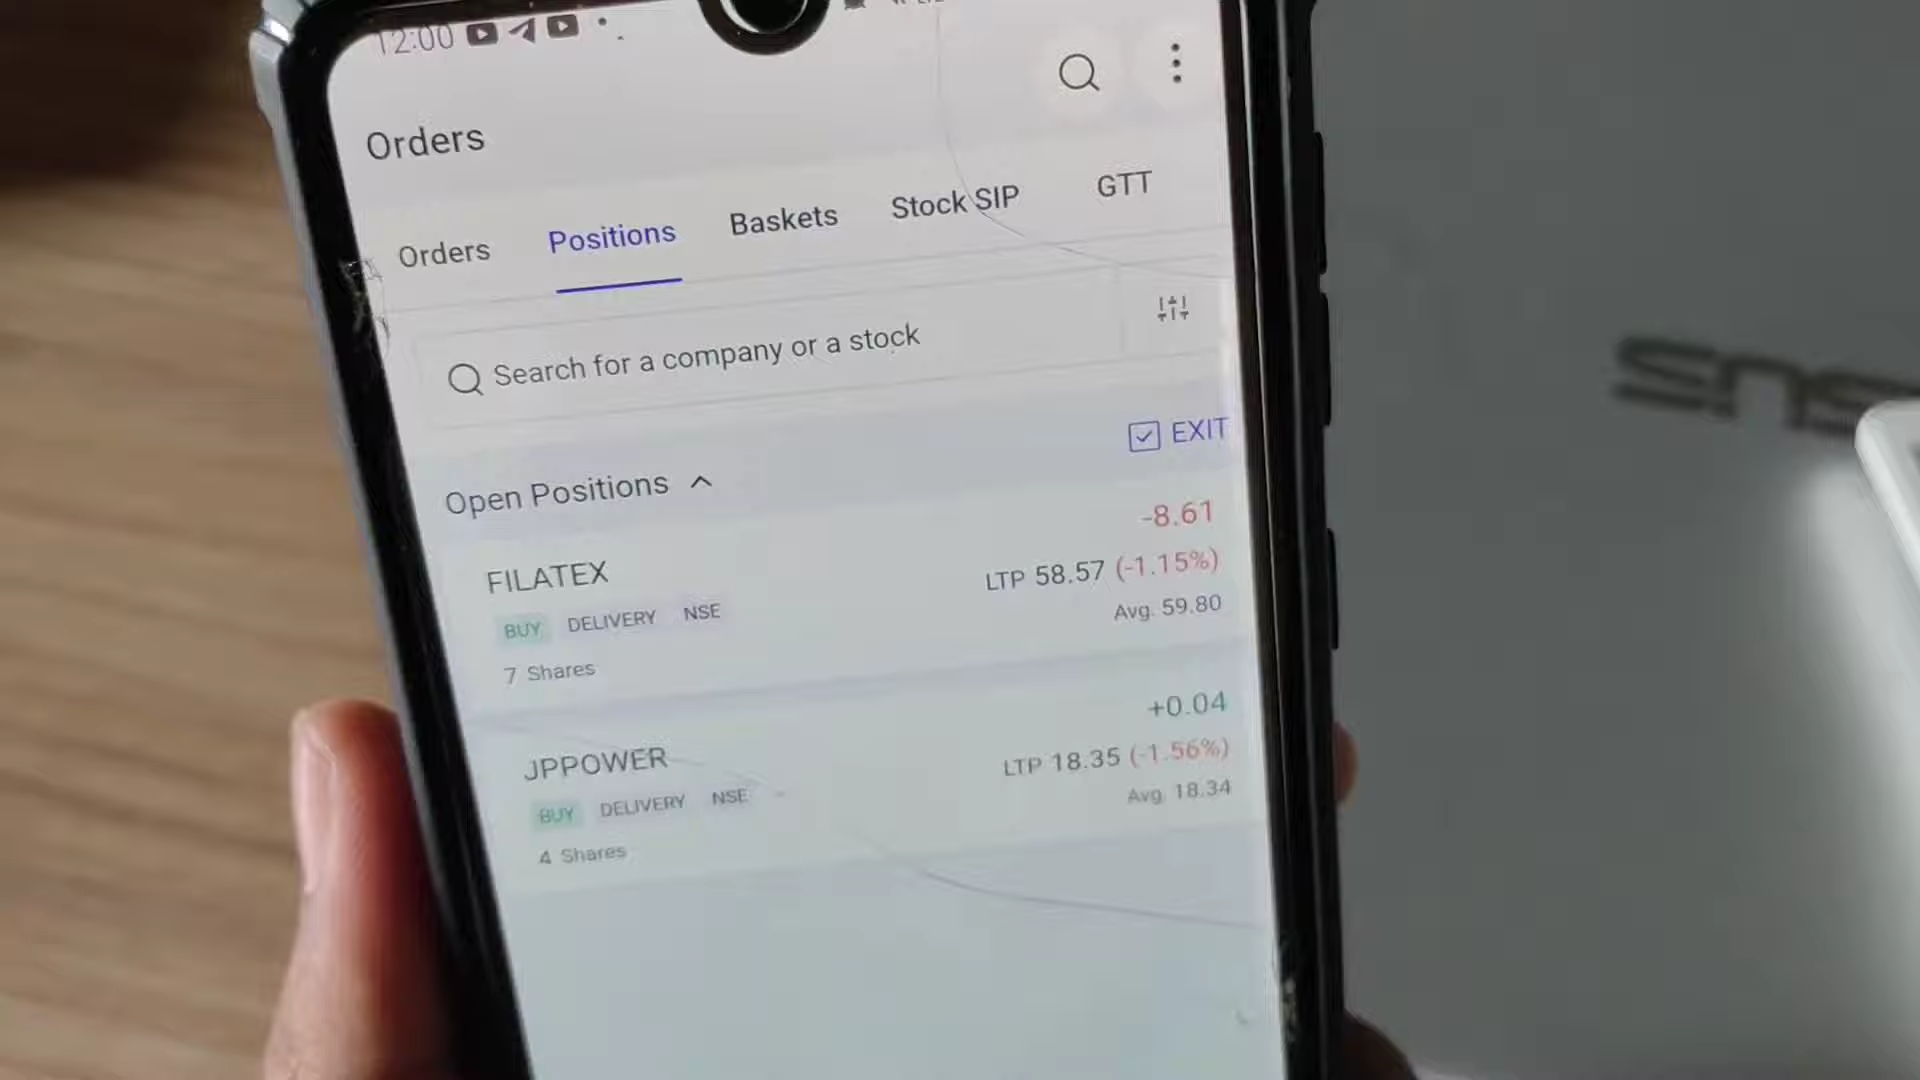 12:00
Orders
Orders Positions Baskets Stock SIP GTT
Search for a company or a stock
EXIT
Open Positions
-8.61
FILATEX
LTP 58.57 (-1.15%)
BUY DELIVERY NSE
Avg. 59.80
7 Shares
+0.04
JPPOWER
LTP 18.35 (-1.56%)
BUY DELIVERY NSE
Avg. 18.34
4 Shares